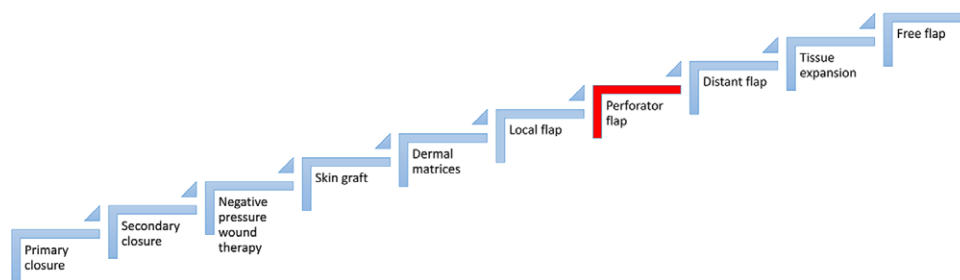 Primary
closure
Secondary
closure
Negative
pressure
wound
therapy
Skin graft
Dermal
matrices
Local flap
Perforator
flap
Distant flap
Tissue
expansion
Free flap